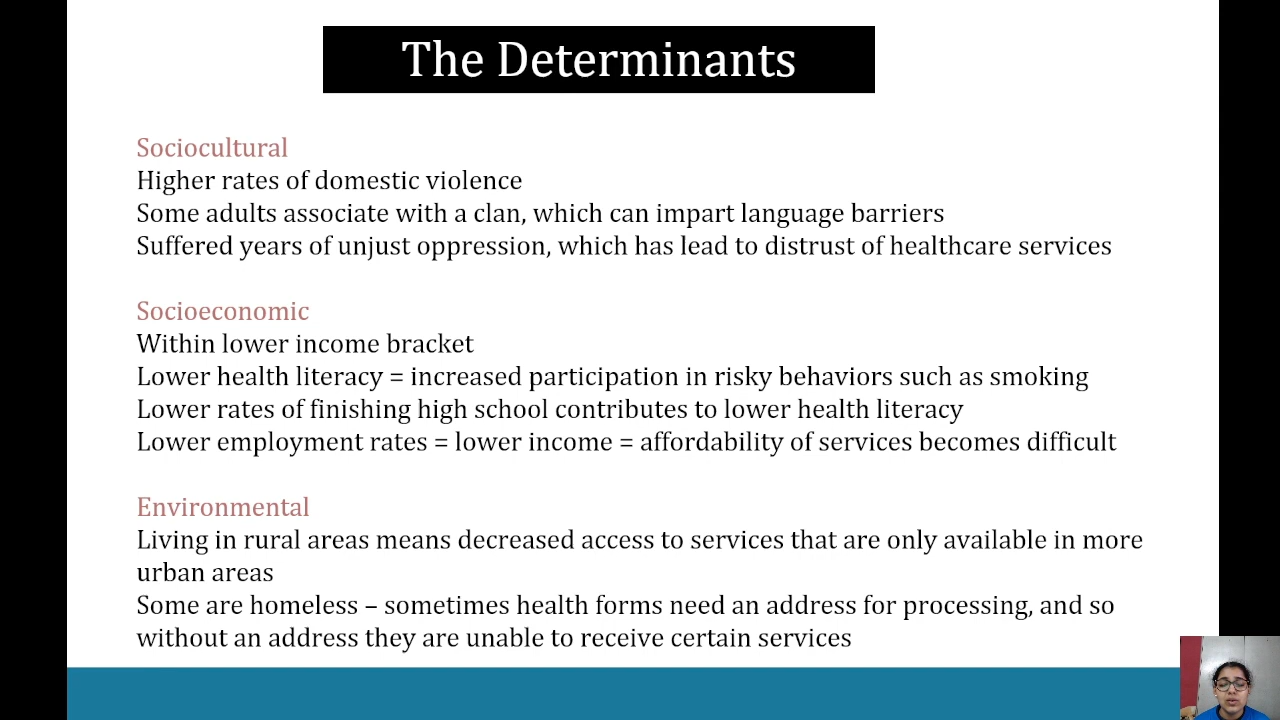 The Determinants
Sociocultural
Higher rates of domestic violence
Some adults associate with a clan, which can impart language barriers
Suffered years of unjust oppression, which has lead to distrust of healthcare services
Socioeconomic
Within lower income bracket
Lower health literacy = increased participation in risky behaviors such as smoking
Lower rates of finishing high school contributes to lower health literacy
Lower employment rates = lower income = affordability of services becomes difficult
Environmental
Living in rural areas means decreased access to services that are only available in more
urban areas
Some are homeless – sometimes health forms need an address for processing, and so
without an address they are unable to receive certain services